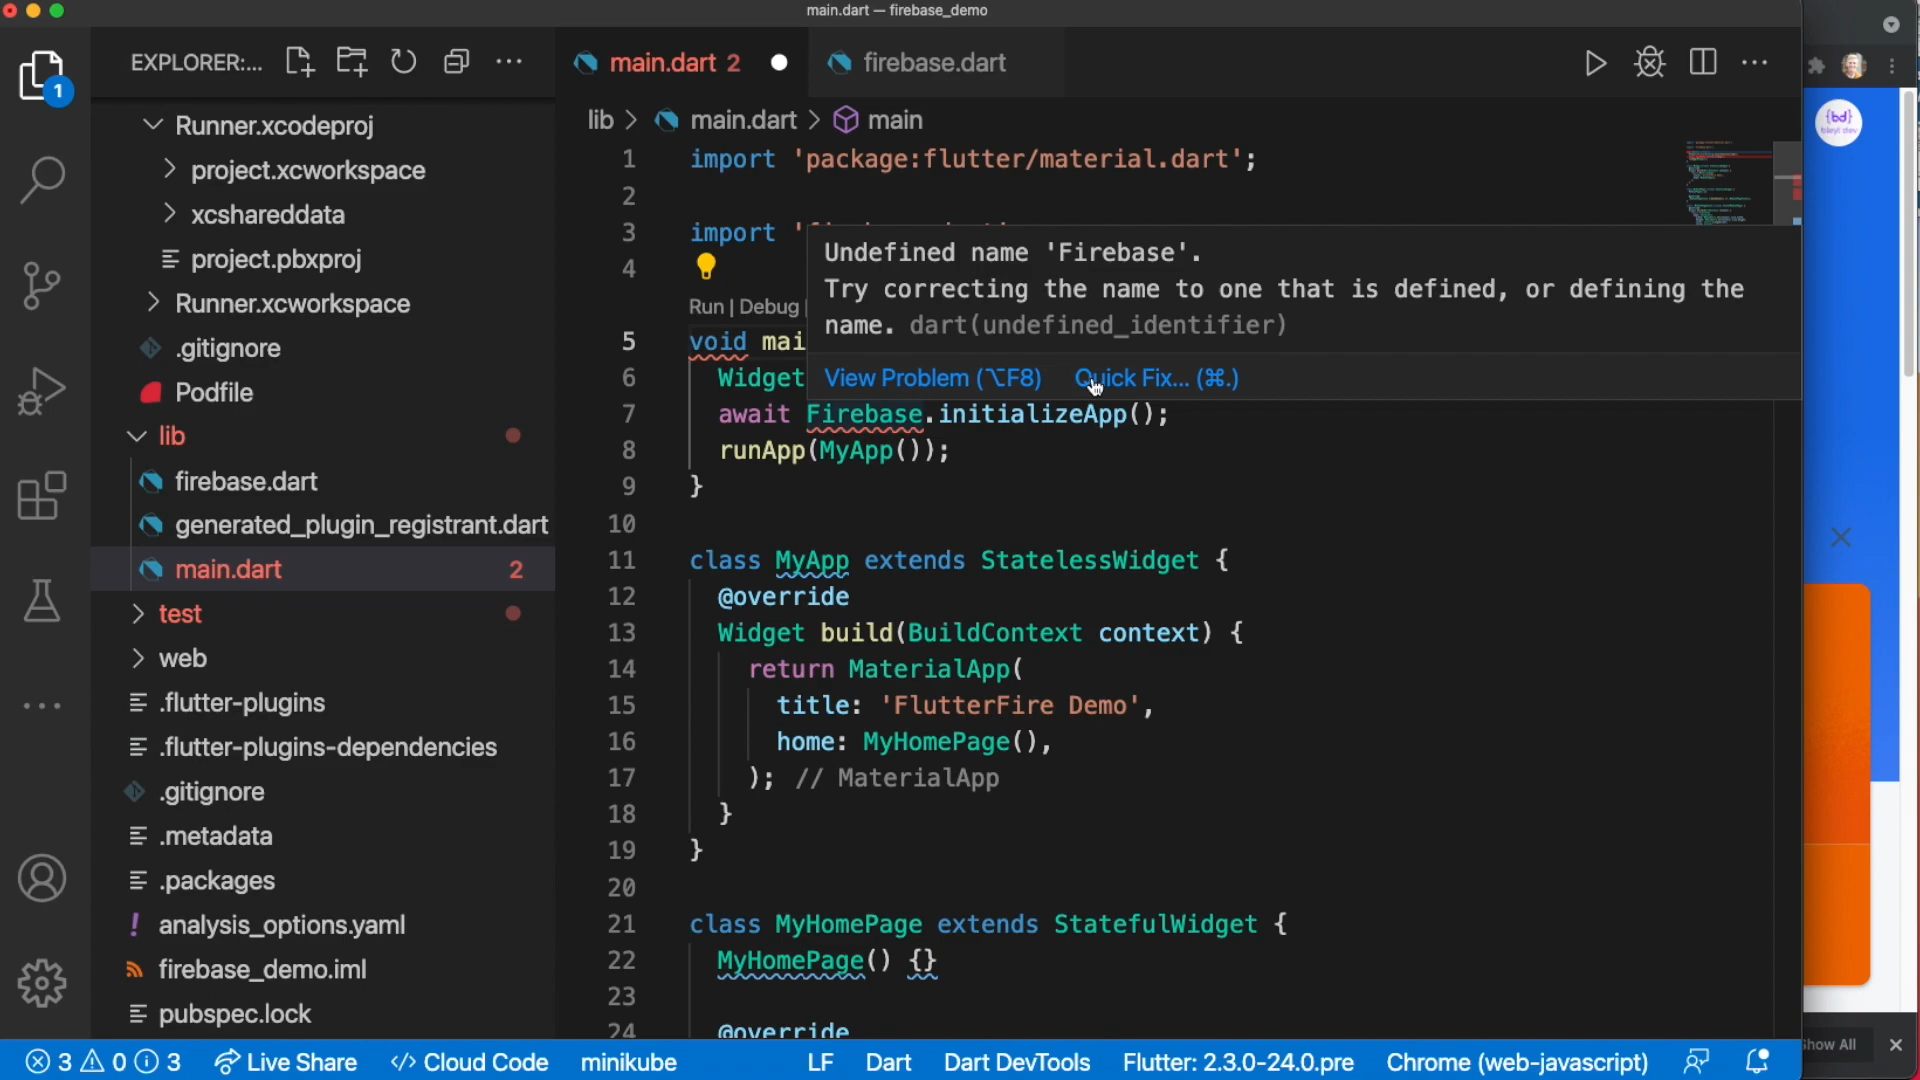 main.dart — firebase_demo
EXPLORER:...
main.dart 2
firebase.dart
1
Runner.xcodeproj
project.xcworkspace
xcshareddata
project.pbxproj
Runner.xcworkspace
.gitignore
Podfile
lib
firebase.dart
generated_plugin_registrant.dart
main.dart 2
test
web
.flutter-plugins
.flutter-plugins-dependencies
.gitignore
.metadata
.packages
analysis_options.yaml
firebase_demo.iml
pubspec.lock
lib > main.dart > main
1 import 'package:flutter/material.dart';
2
3 import '
4
Run | Debug
5 void mai
6 Widget
7 await Firebase.initializeApp();
8 runApp(MyApp());
9 }
10
11 class MyApp extends StatelessWidget {
12 @override
13 Widget build(BuildContext context) {
14 return MaterialApp(
15 title: 'FlutterFire Demo',
16 home: MyHomePage(),
17 ); // MaterialApp
18 }
19 }
20
21 class MyHomePage extends StatefulWidget {
22 MyHomePage() {}
23
24 @override
Undefined name 'Firebase'.
Try correcting the name to one that is defined, or defining the
name. dart(undefined_identifier)
View Problem (⌥F8) Quick Fix... (⌘.)
{bd}
3 0 3 Live Share </> Cloud Code minikube LF Dart Dart DevTools Flutter: 2.3.0-24.0.pre Chrome (web-javascript)
Show All